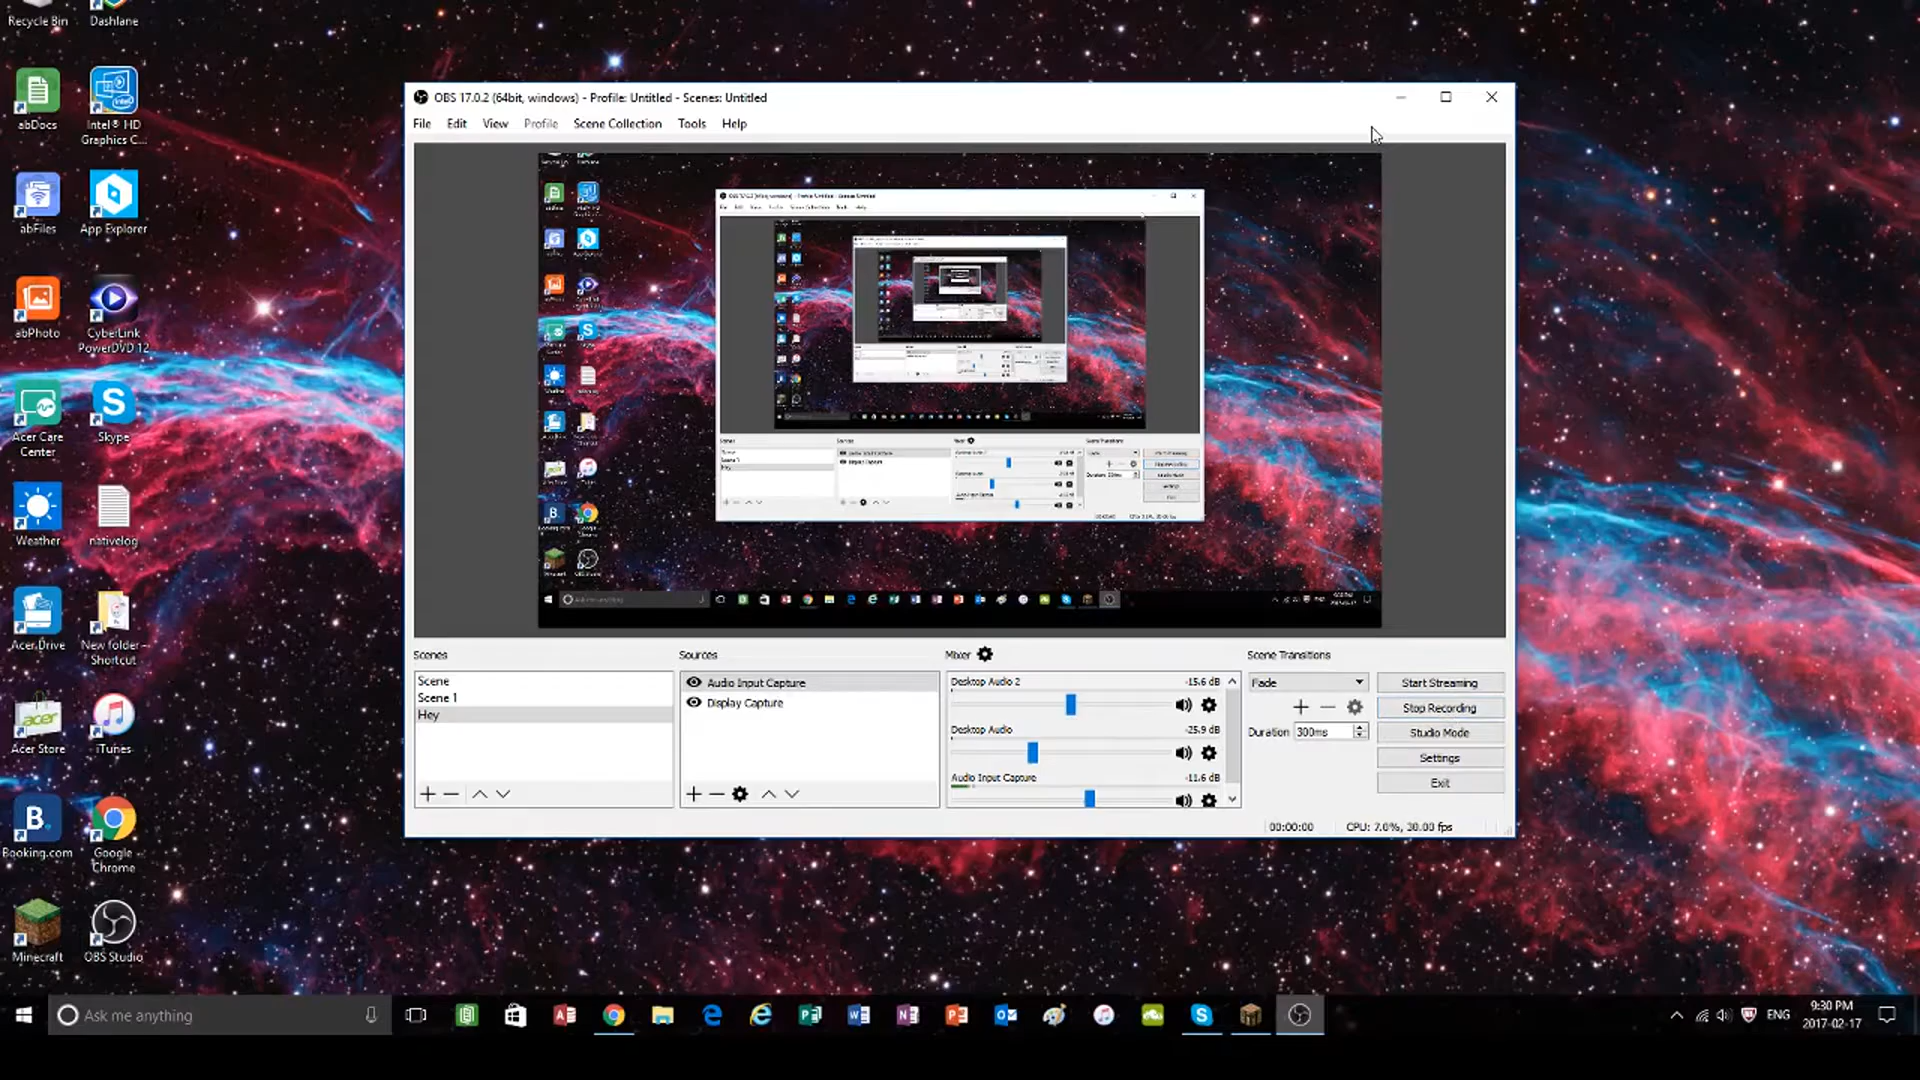 Recycle Bin
Dashlane
abDocs
Intel® HD
Graphics C...
abFiles
App Explorer
abPhoto
CyberLink
PowerDVD 12
Acer Care
Center
Skype
Weather
nativelog
Acer Drive
New folder -
Shortcut
Acer Store
iTunes
Booking.com
Google
Chrome
Minecraft
OBS Studio
OBS 17.0.2 (64bit, windows) - Profile: Untitled - Scenes: Untitled
File Edit View Profile Scene Collection Tools Help
Scenes
Scene
Scene 1
Hey
Sources
Audio Input Capture
Display Capture
Mixer
Desktop Audio 2 -15.6 dB
Desktop Audio -25.9 dB
Audio Input Capture -11.6 dB
Scene Transitions
Fade
Duration 300ms
Start Streaming
Stop Recording
Studio Mode
Settings
Exit
00:00:00 CPU: 7.0%, 30.00 fps
Ask me anything
ENG
9:30 PM
2017-02-17